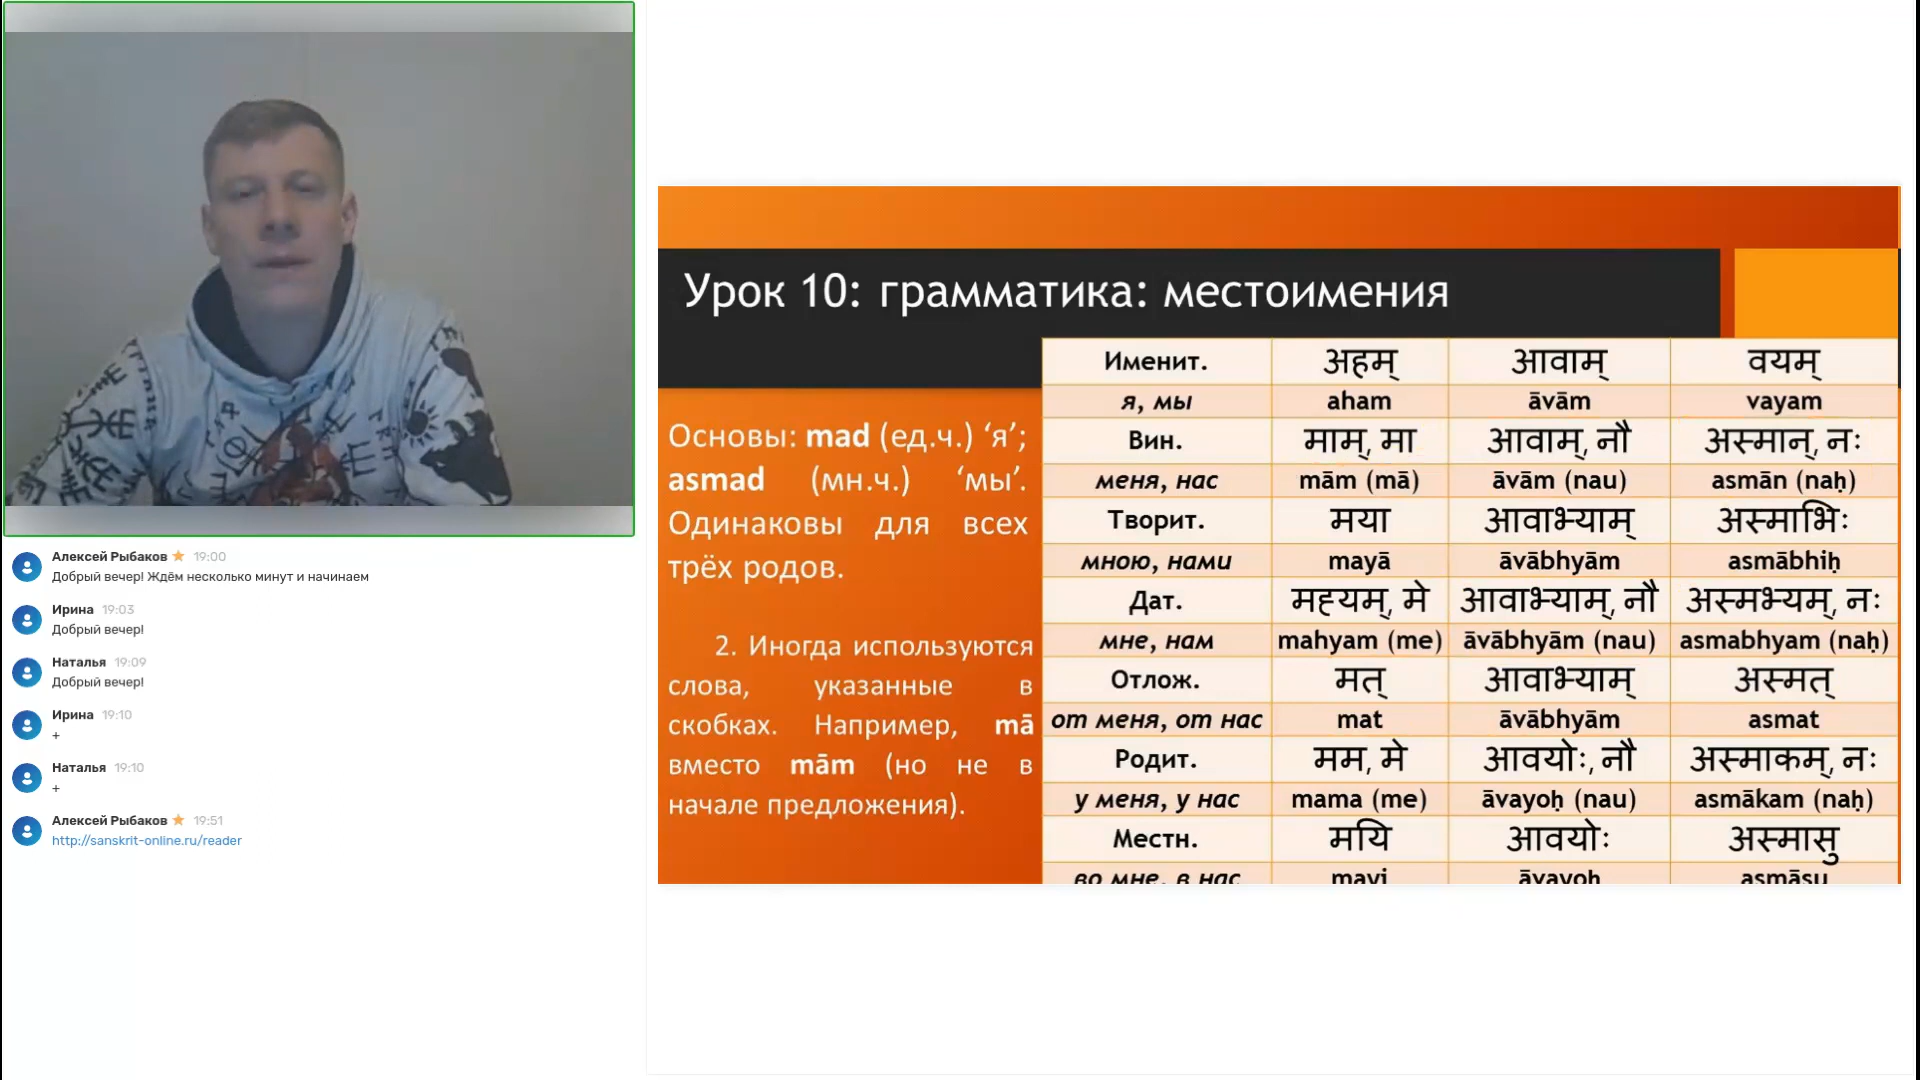 Алексей Рыбаков 19:00
Добрый вечер! Ждём несколько минут и начинаем
Ирина 19:03
Добрый вечер!
Наталья 19:09
Добрый вечер!
Ирина 19:10
+
Наталья 19:10
+
Алексей Рыбаков 19:51
http://sanskrit-online.ru/reader
Урок 10: грамматика: местоимения
Основы: mad (ед.ч.) ‘я’;
asmad (мн.ч.) ‘мы’.
Одинаковы для всех
трёх родов.
2. Иногда используются
слова, указанные в
скобках. Например, mā
вместо mām (но не в
начале предложения).
Именит. अहम् आवाम् वयम्
я, мы aham āvām vayam
Вин. माम्, मा आवाम्, नौ अस्मान्, नः
меня, нас mām (mā) āvām (nau) asmān (naḥ)
Творит. मया आवाभ्याम् अस्माभिः
мною, нами mayā āvābhyām asmābhiḥ
Дат. मह्यम्, मे आवाभ्याम्, नौ अस्मभ्यम्, नः
мне, нам mahyam (me) āvābhyām (nau) asmabhyam (naḥ)
Отлож. मत् आवाभ्याम् अस्मत्
от меня, от нас mat āvābhyām asmat
Родит. मम, मे आवयोः, नौ अस्माकम्, नः
у меня, у нас mama (me) āvayoḥ (nau) asmākam (naḥ)
Местн. मयि आवयोः अस्मासु
во мне, в нас mayi āvayoh asmāsu